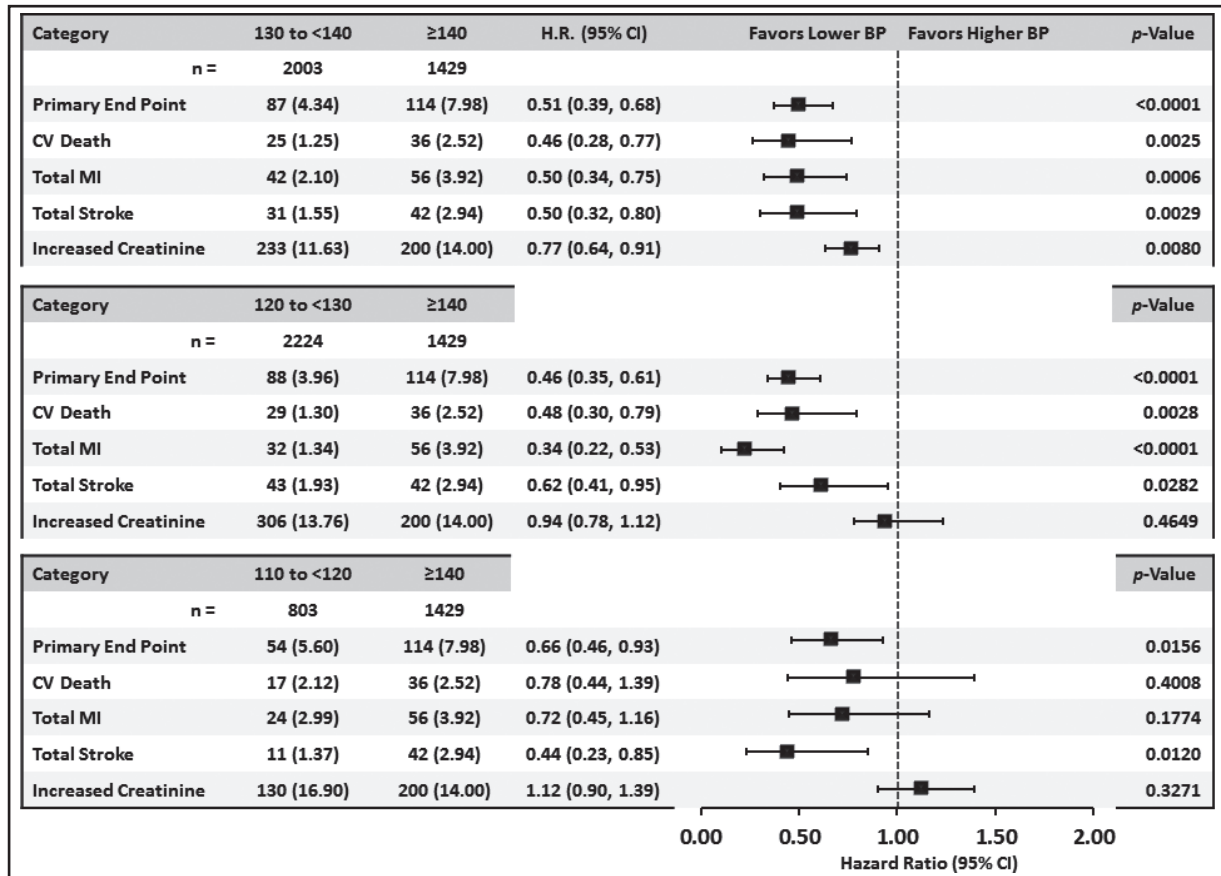 Category 130 to <140 ≥140 H.R. (95% CI) Favors Lower BP Favors Higher BP p-Value
n = 2003 1429
Primary End Point 87 (4.34) 114 (7.98) 0.51 (0.39, 0.68) <0.0001
CV Death 25 (1.25) 36 (2.52) 0.46 (0.28, 0.77) 0.0025
Total MI 42 (2.10) 56 (3.92) 0.50 (0.34, 0.75) 0.0006
Total Stroke 31 (1.55) 42 (2.94) 0.50 (0.32, 0.80) 0.0029
Increased Creatinine 233 (11.63) 200 (14.00) 0.77 (0.64, 0.91) 0.0080
Category 120 to <130 ≥140 p-Value
n = 2224 1429
Primary End Point 88 (3.96) 114 (7.98) 0.46 (0.35, 0.61) <0.0001
CV Death 29 (1.30) 36 (2.52) 0.48 (0.30, 0.79) 0.0028
Total MI 32 (1.34) 56 (3.92) 0.34 (0.22, 0.53) <0.0001
Total Stroke 43 (1.93) 42 (2.94) 0.62 (0.41, 0.95) 0.0282
Increased Creatinine 306 (13.76) 200 (14.00) 0.94 (0.78, 1.12) 0.4649
Category 110 to <120 ≥140 p-Value
n = 803 1429
Primary End Point 54 (5.60) 114 (7.98) 0.66 (0.46, 0.93) 0.0156
CV Death 17 (2.12) 36 (2.52) 0.78 (0.44, 1.39) 0.4008
Total MI 24 (2.99) 56 (3.92) 0.72 (0.45, 1.16) 0.1774
Total Stroke 11 (1.37) 42 (2.94) 0.44 (0.23, 0.85) 0.0120
Increased Creatinine 130 (16.90) 200 (14.00) 1.12 (0.90, 1.39) 0.3271
0.00 0.50 1.00 1.50 2.00
Hazard Ratio (95% CI)